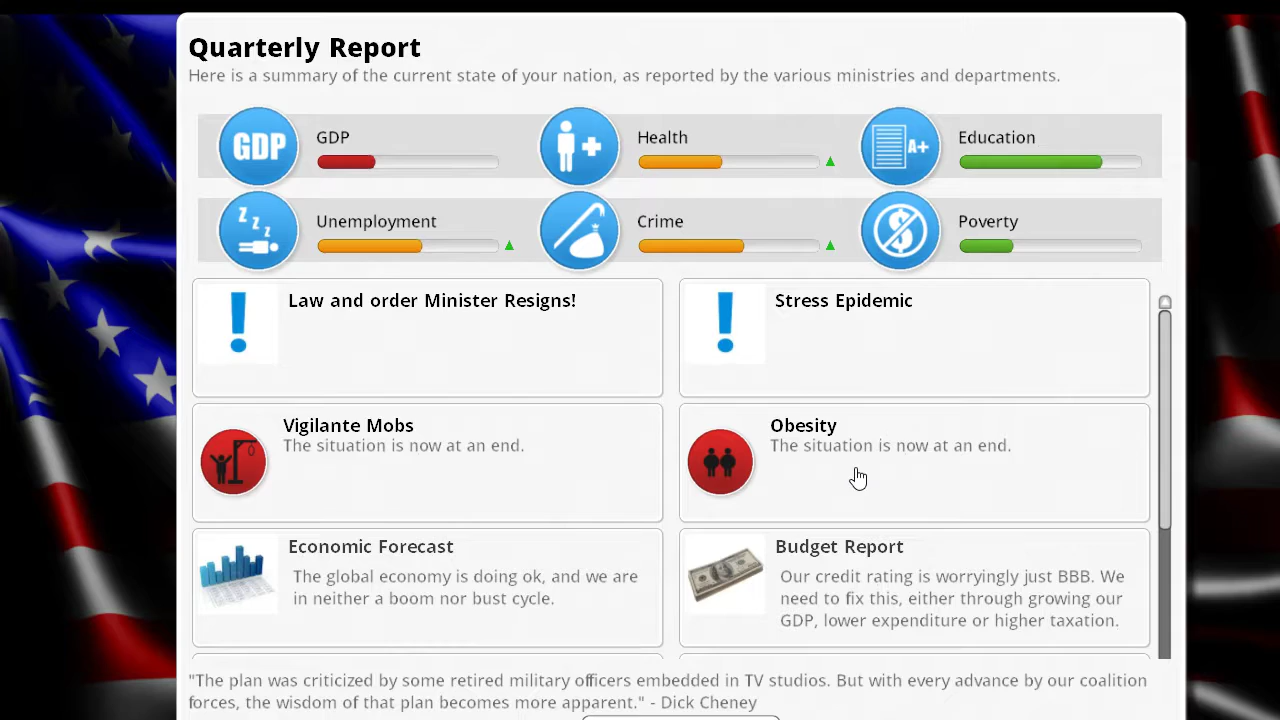 Quarterly Report
Here is a summary of the current state of your nation, as reported by the various ministries and departments.
GDP
GDP
Health
A+
Education
Z Z Z
Unemployment
Crime
$
Poverty
Law and order Minister Resigns!
Stress Epidemic
Vigilante Mobs
The situation is now at an end.
Obesity
The situation is now at an end.
Economic Forecast
The global economy is doing ok, and we are
in neither a boom nor bust cycle.
Budget Report
Our credit rating is worryingly just BBB. We
need to fix this, either through growing our
GDP, lower expenditure or higher taxation.
"The plan was criticized by some retired military officers embedded in TV studios. But with every advance by our coalition
forces, the wisdom of that plan becomes more apparent." - Dick Cheney